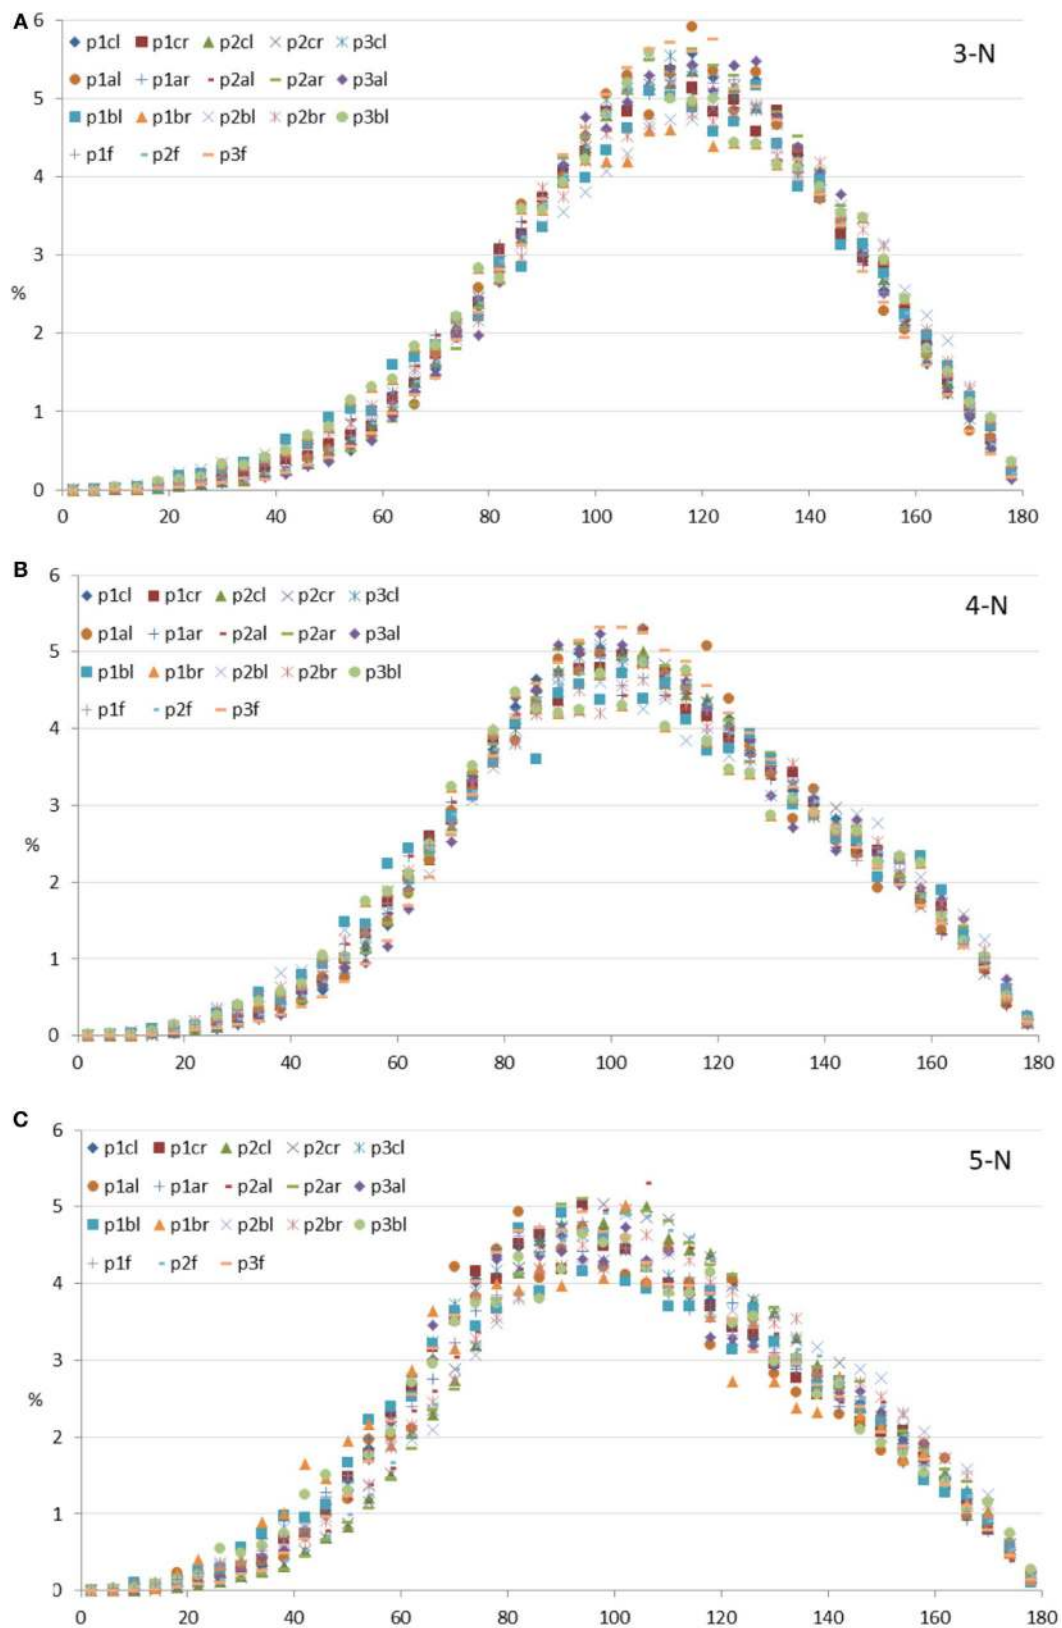 A
6
p1cl p1cr p2cl p2cr p3cl
3-N
p1al p1ar p2al p2ar p3al
5
p1bl p1br p2bl p2br p3bl
p1f p2f p3f
4
3
%
2
1
0
0 20 40 60 80 100 120 140 160 180
B
6
p1cl p1cr p2cl p2cr p3cl
4-N
p1al p1ar p2al p2ar p3al
5
p1bl p1br p2bl p2br p3bl
p1f p2f p3f
4
3
%
2
1
0
0 20 40 60 80 100 120 140 160 180
C
6
p1cl p1cr p2cl p2cr p3cl
5-N
p1al p1ar p2al p2ar p3al
5
p1bl p1br p2bl p2br p3bl
p1f p2f p3f
4
3
%
2
1
0
0 20 40 60 80 100 120 140 160 180